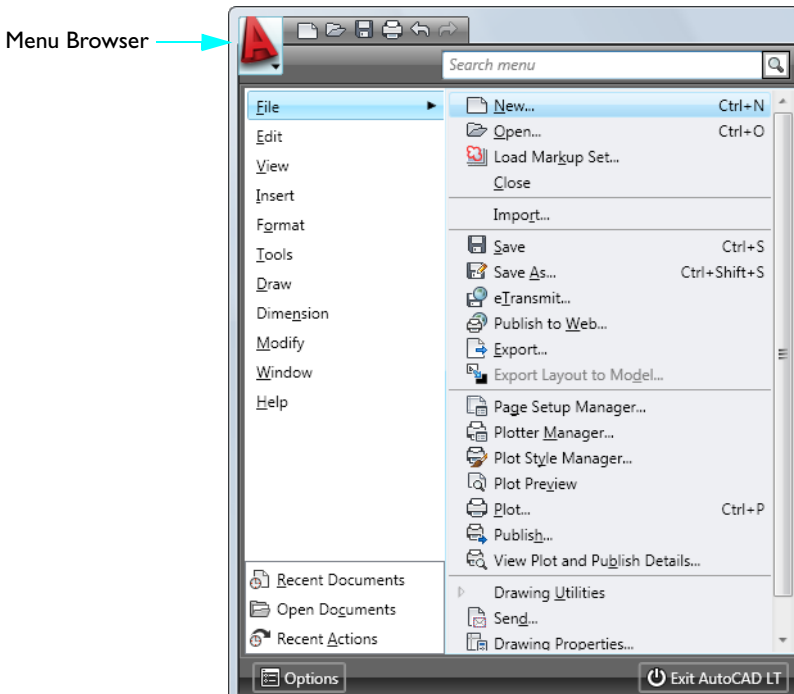 Menu Browser
Search menu
File
Edit
View
Insert
Format
Tools
Draw
Dimension
Modify
Window
Help
Recent Documents
Open Documents
Recent Actions
New... Ctrl+N
Open... Ctrl+O
Load Markup Set...
Close
Import...
Save Ctrl+S
Save As... Ctrl+Shift+S
eTransmit...
Publish to Web...
Export...
Export Layout to Model...
Page Setup Manager...
Plotter Manager...
Plot Style Manager...
Plot Preview
Plot... Ctrl+P
Publish...
View Plot and Publish Details...
Drawing Utilities
Send...
Drawing Properties...
Options
Exit AutoCAD LT